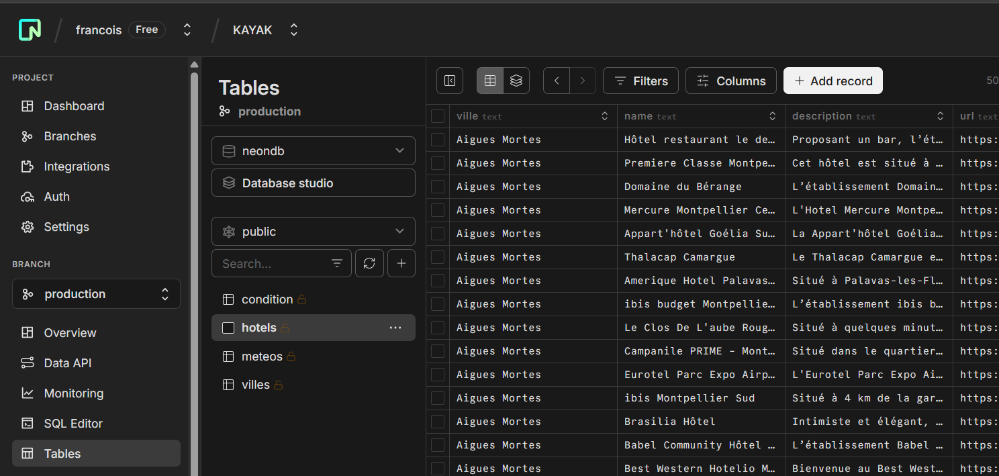 francois Free KAYAK
PROJECT
Dashboard
Branches
Integrations
Auth
Settings
BRANCH
production
Overview
Data API
Monitoring
SQL Editor
Tables
Tables
production
neondb
Database studio
public
Search...
condition
hotels
meteos
villes
Filters Columns Add record 50
ville text name text description text url text
Aigues Mortes Hôtel restaurant le de… Proposant un bar, l’ét… https:
Aigues Mortes Premiere Classe Montpe… Cet hôtel est situé à … https:
Aigues Mortes Domaine du Bérange L’établissement Domain… https:
Aigues Mortes Mercure Montpellier Ce… L'Hotel Mercure Montpe… https:
Aigues Mortes Appart'hôtel Goélia Su… La Appart'hôtel Goélia… https:
Aigues Mortes Thalacap Camargue Le Thalacap Camargue e… https:
Aigues Mortes Amerique Hotel Palavas… Situé à Palavas-les-Fl… https:
Aigues Mortes ibis budget Montpellie… L’établissement ibis b… https:
Aigues Mortes Le Clos De L'aube Roug… Situé à quelques minut… https:
Aigues Mortes Campanile PRIME - Mont… Situé dans le quartier… https:
Aigues Mortes Eurotel Parc Expo Airp… L'Eurotel Parc Expo Ai… https:
Aigues Mortes ibis Montpellier Sud Situé à 4 km de la gar… https:
Aigues Mortes Brasilia Hôtel Intimiste et élégant, … https:
Aigues Mortes Babel Community Hôtel … L’établissement Babel … https:
Aigues Mortes Best Western Hotelio M… Bienvenue au Best West… https: